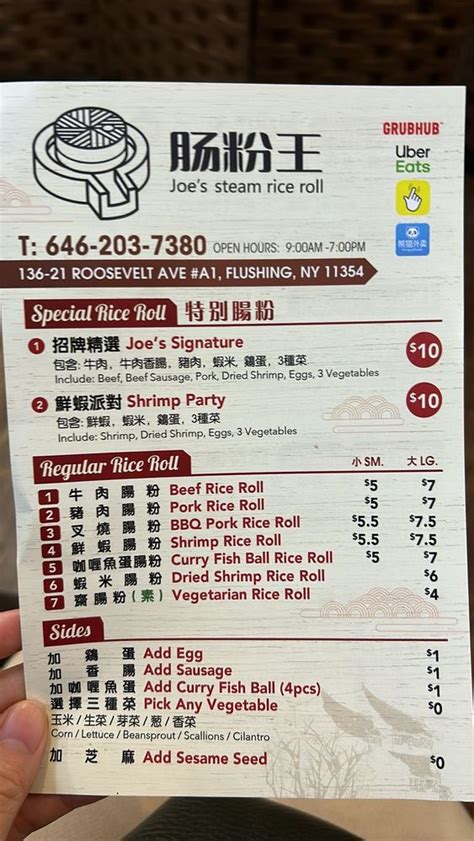 肠粉王
Joe's steam rice roll
GRUBHUB
Uber Eats
熊猫外卖
T: 646-203-7380 OPEN HOURS: 9:00AM -7:00PM
136-21 ROOSEVELT AVE #A1, FLUSHING, NY 11354
Special Rice Roll 特别腸粉
1 招牌精選 Joe's Signature $10
包含: 牛肉, 牛肉香腸, 豬肉, 蝦米, 鷄蛋, 3種菜
Include: Beef, Beef Sausage, Pork, Dried Shrimp, Eggs, 3 Vegetables
2 鮮蝦派對 Shrimp Party $10
包含: 鮮蝦, 蝦米, 鷄蛋, 3種菜
Include: Shrimp, Dried Shrimp, Eggs, 3 Vegetables
Regular Rice Roll 小 SM. 大 LG.
1 牛肉腸粉 Beef Rice Roll $5 $7
2 豬肉腸粉 Pork Rice Roll $5 $7
3 叉燒腸粉 BBQ Pork Rice Roll $5.5 $7.5
4 鮮蝦腸粉 Shrimp Rice Roll $5.5 $7.5
5 咖喱魚蛋腸粉 Curry Fish Ball Rice Roll $5 $7
6 蝦米腸粉 Dried Shrimp Rice Roll $6
7 齋腸粉(素) Vegetarian Rice Roll $4
Sides
加鷄蛋 Add Egg $1
加香腸 Add Sausage $1
加咖喱魚蛋 Add Curry Fish Ball (4pcs) $1
選擇三種菜 Pick Any Vegetable $0
玉米 / 生菜 / 芽菜 / 葱 / 香菜
Corn / Lettuce / Beansprout / Scallions / Cilantro
加芝麻 Add Sesame Seed $0